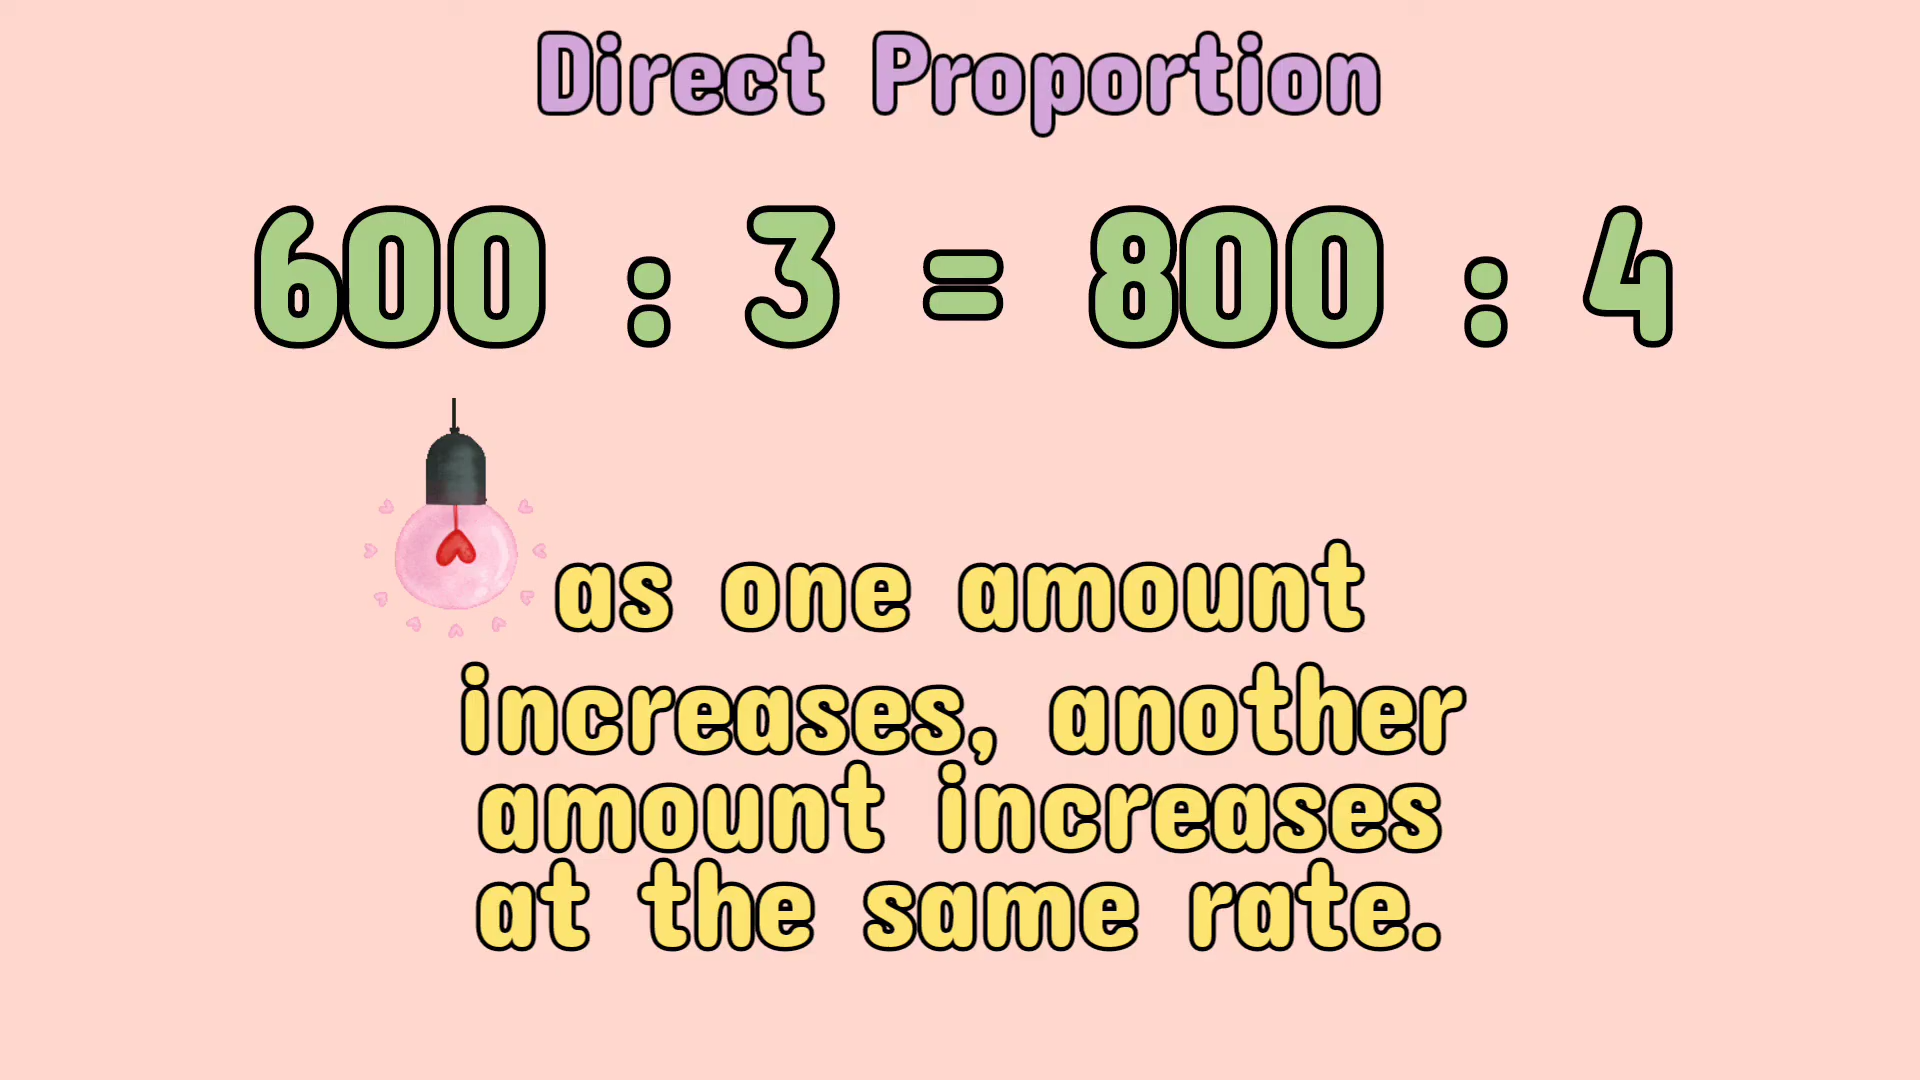 Direct Proportion
600 : 3 = 800 : 4
as one amount
increases, another
amount increases
at the same rate.